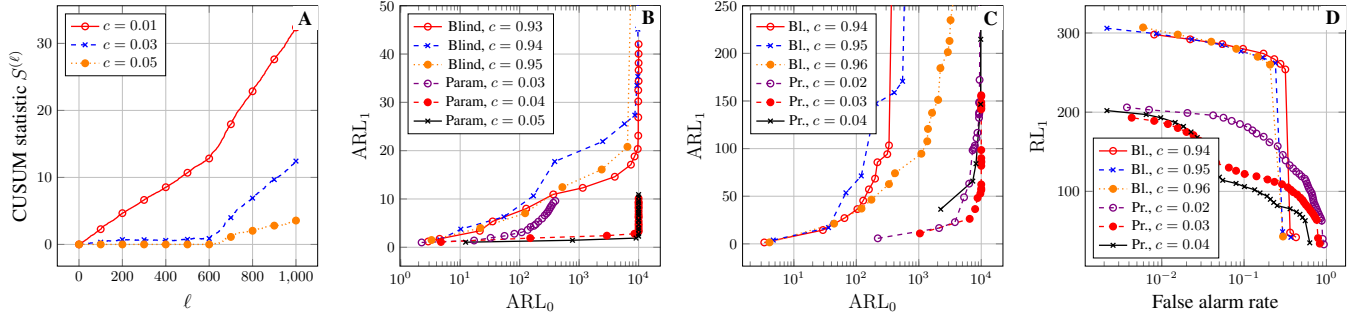 A
c = 0.01
c = 0.03
c = 0.05
30
20
10
0
0 200 400 600 800 1,000
CUSUM statistic S^(ℓ)
ℓ
B
Blind, c = 0.93
Blind, c = 0.94
Blind, c = 0.95
Param, c = 0.03
Param, c = 0.04
Param, c = 0.05
50
40
30
20
10
0
10^0 10^1 10^2 10^3 10^4
ARL_1
ARL_0
C
Bl., c = 0.94
Bl., c = 0.95
Bl., c = 0.96
Pr., c = 0.02
Pr., c = 0.03
Pr., c = 0.04
250
200
150
100
50
0
10^1 10^2 10^3 10^4
ARL_1
ARL_0
D
300
200
100
Bl., c = 0.94
Bl., c = 0.95
Bl., c = 0.96
Pr., c = 0.02
Pr., c = 0.03
Pr., c = 0.04
10^−2 10^−1 10^0
RL_1
False alarm rate